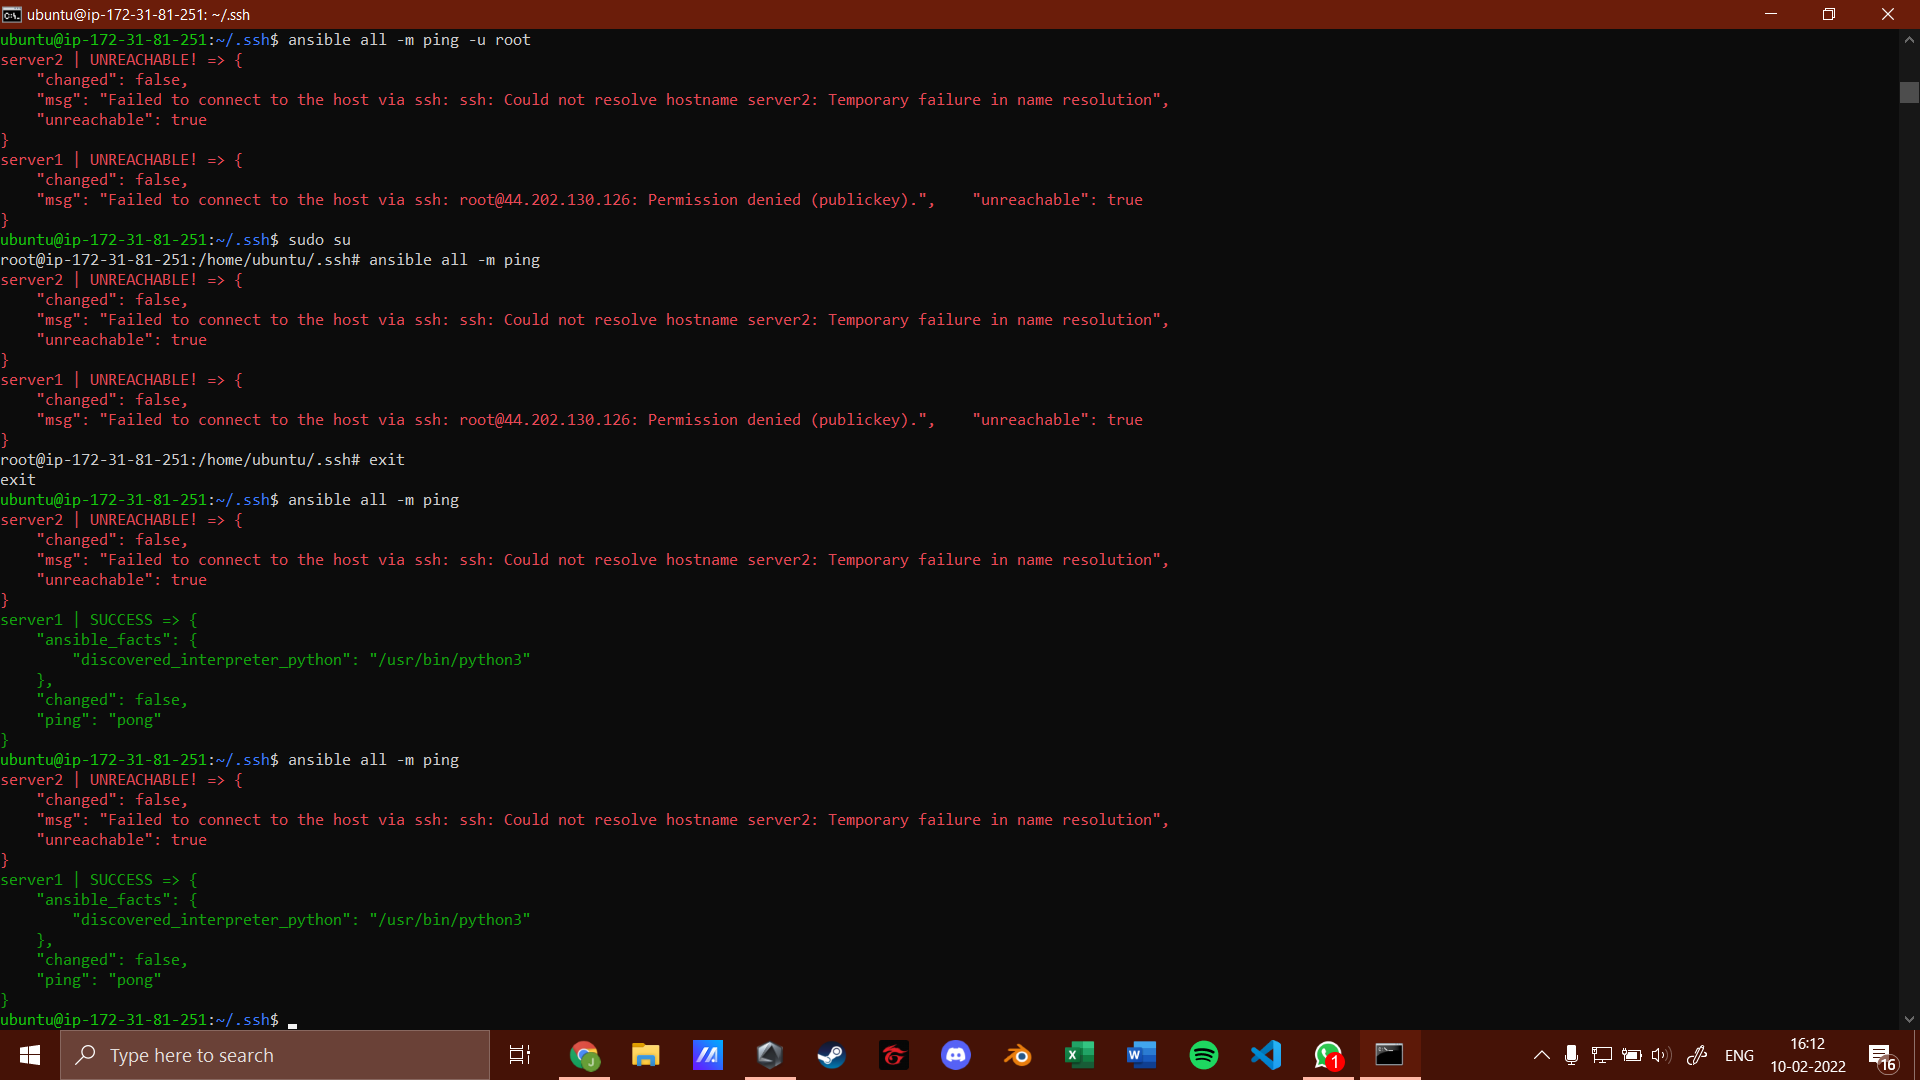 ubuntu@ip-172-31-81-251: ~/.ssh
ubuntu@ip-172-31-81-251:~/.ssh$ ansible all -m ping -u root
server2 | UNREACHABLE! => {
    "changed": false,
    "msg": "Failed to connect to the host via ssh: ssh: Could not resolve hostname server2: Temporary failure in name resolution",
    "unreachable": true
}
server1 | UNREACHABLE! => {
    "changed": false,
    "msg": "Failed to connect to the host via ssh: root@44.202.130.126: Permission denied (publickey).",    "unreachable": true
}
ubuntu@ip-172-31-81-251:~/.ssh$ sudo su
root@ip-172-31-81-251:/home/ubuntu/.ssh# ansible all -m ping
server2 | UNREACHABLE! => {
    "changed": false,
    "msg": "Failed to connect to the host via ssh: ssh: Could not resolve hostname server2: Temporary failure in name resolution",
    "unreachable": true
}
server1 | UNREACHABLE! => {
    "changed": false,
    "msg": "Failed to connect to the host via ssh: root@44.202.130.126: Permission denied (publickey).",    "unreachable": true
}
root@ip-172-31-81-251:/home/ubuntu/.ssh# exit
exit
ubuntu@ip-172-31-81-251:~/.ssh$ ansible all -m ping
server2 | UNREACHABLE! => {
    "changed": false,
    "msg": "Failed to connect to the host via ssh: ssh: Could not resolve hostname server2: Temporary failure in name resolution",
    "unreachable": true
}
server1 | SUCCESS => {
    "ansible_facts": {
        "discovered_interpreter_python": "/usr/bin/python3"
    },
    "changed": false,
    "ping": "pong"
}
ubuntu@ip-172-31-81-251:~/.ssh$ ansible all -m ping
server2 | UNREACHABLE! => {
    "changed": false,
    "msg": "Failed to connect to the host via ssh: ssh: Could not resolve hostname server2: Temporary failure in name resolution",
    "unreachable": true
}
server1 | SUCCESS => {
    "ansible_facts": {
        "discovered_interpreter_python": "/usr/bin/python3"
    },
    "changed": false,
    "ping": "pong"
}
ubuntu@ip-172-31-81-251:~/.ssh$
Type here to search
J
1
ENG
16:12
10-02-2022
16